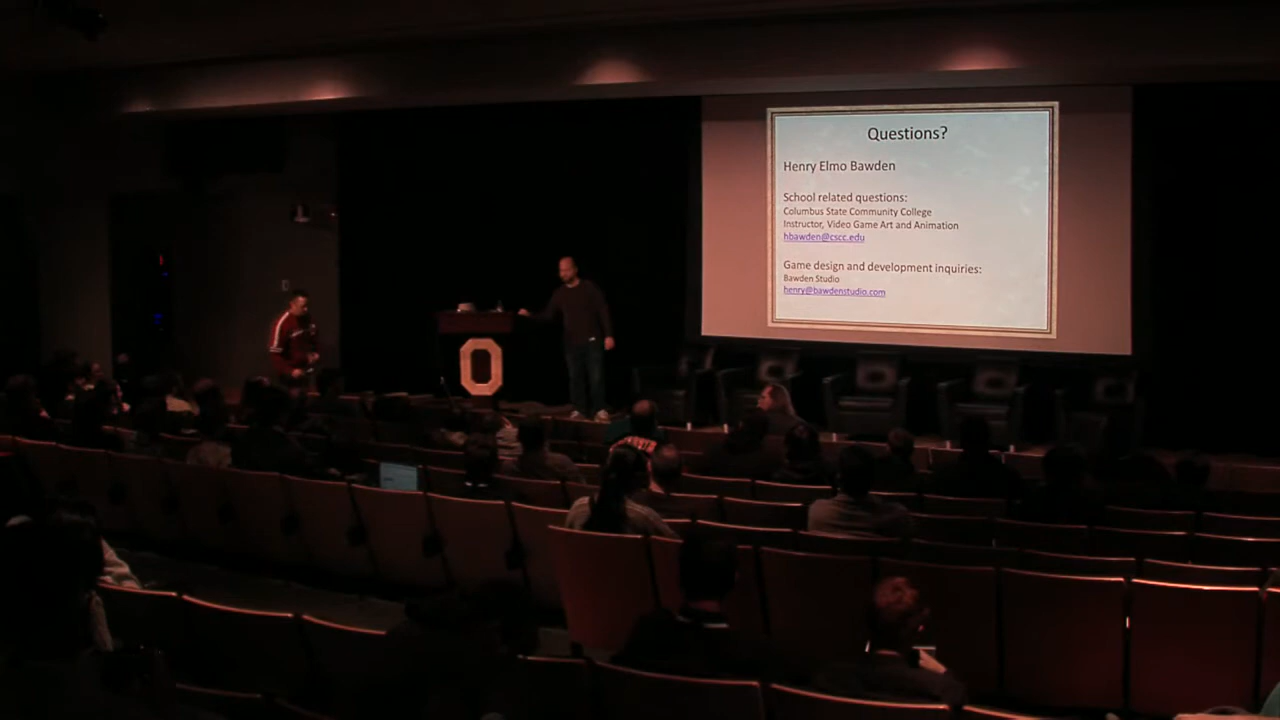 Questions?
Henry Elmo Bawden
School related questions:
Columbus State Community College
Instructor, Video Game Art and Animation
hbawden@cscc.edu
Game design and development inquiries:
Bawden Studio
henry@bawdenstudio.com
O